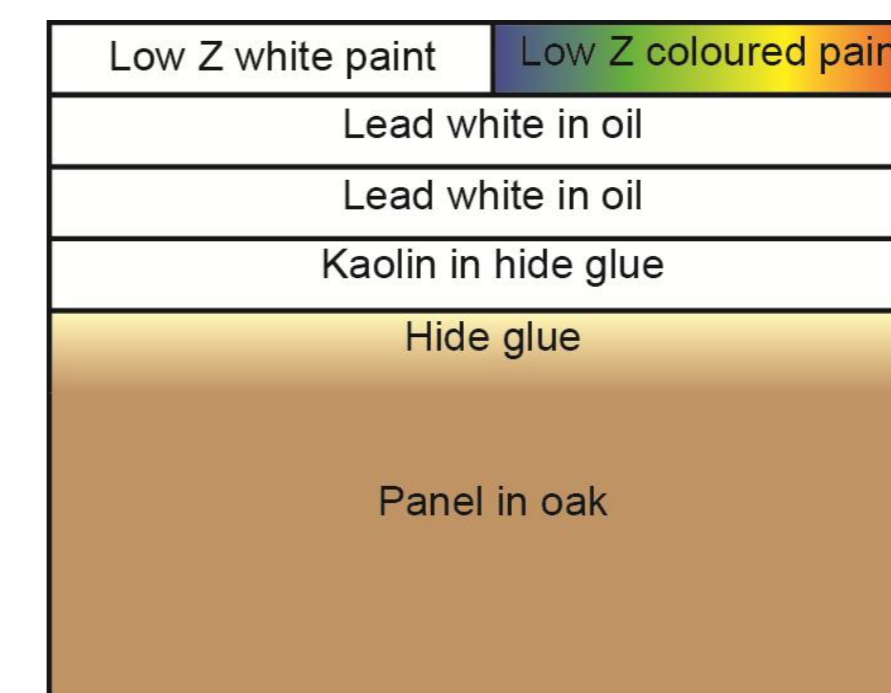 Low Z white paint
Low Z coloured pain
Lead white in oil
Lead white in oil
Kaolin in hide glue
Hide glue
Panel in oak